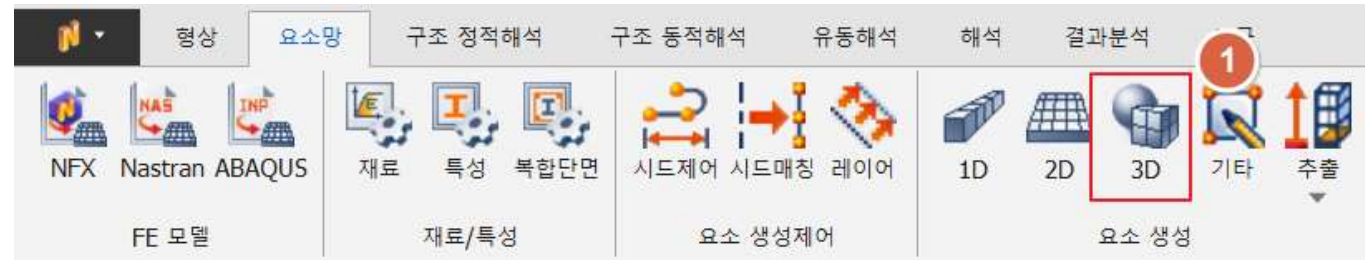 형상 요소망 구조 정적해석 구조 동적해석 유동해석 해석 결과분석
1
NAS INP
NFX Nastran ABAQUS 재료 특성 복합단면 시드제어 시드매칭 레이어 1D 2D 3D 기타 추출
FE 모델 재료/특성 요소 생성제어 요소 생성